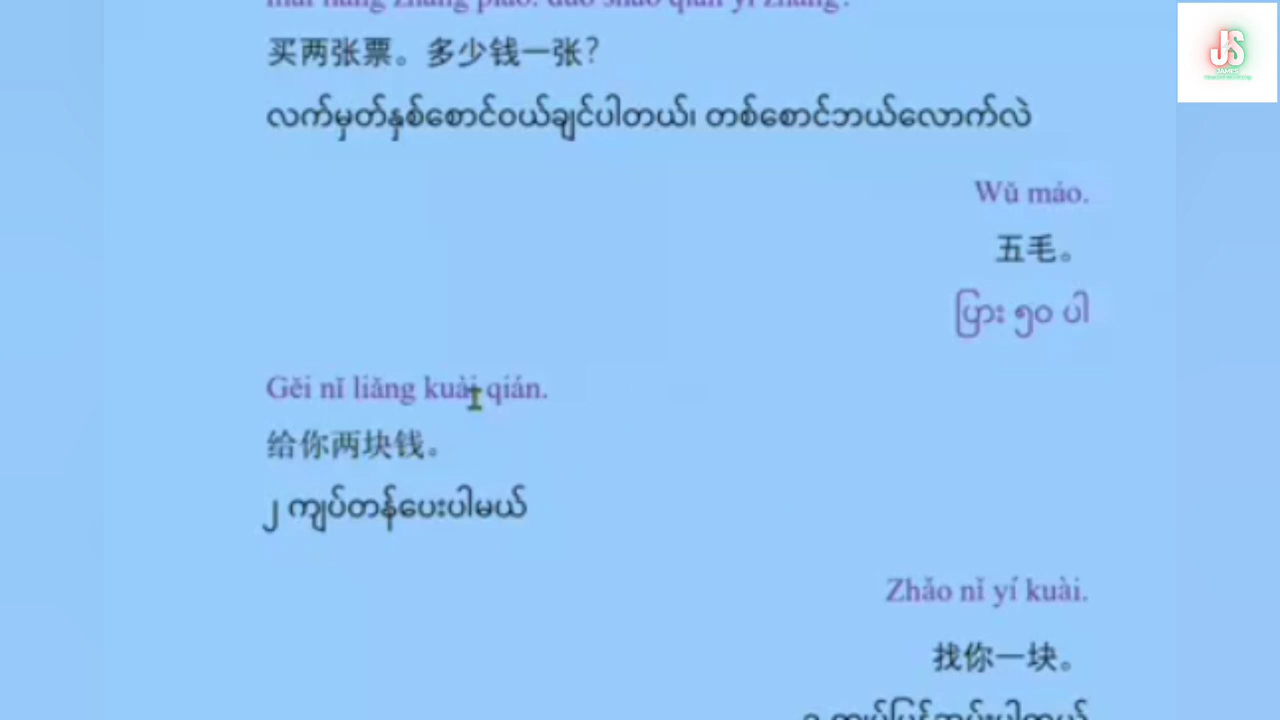 买两张票。多少钱一张?
လက်မှတ်နှစ်စောင်ဝယ်ချင်ပါတယ်၊ တစ်စောင်ဘယ်လောက်လဲ
Wǔ máo.
五毛。
ပြား ၅၀ ပါ
Gěi nǐ liǎng kuài qián.
给你两块钱。
၂ ကျပ်တန်ပေးပါမယ်
Zhǎo nǐ yí kuài.
找你一块。
JS
JAMES